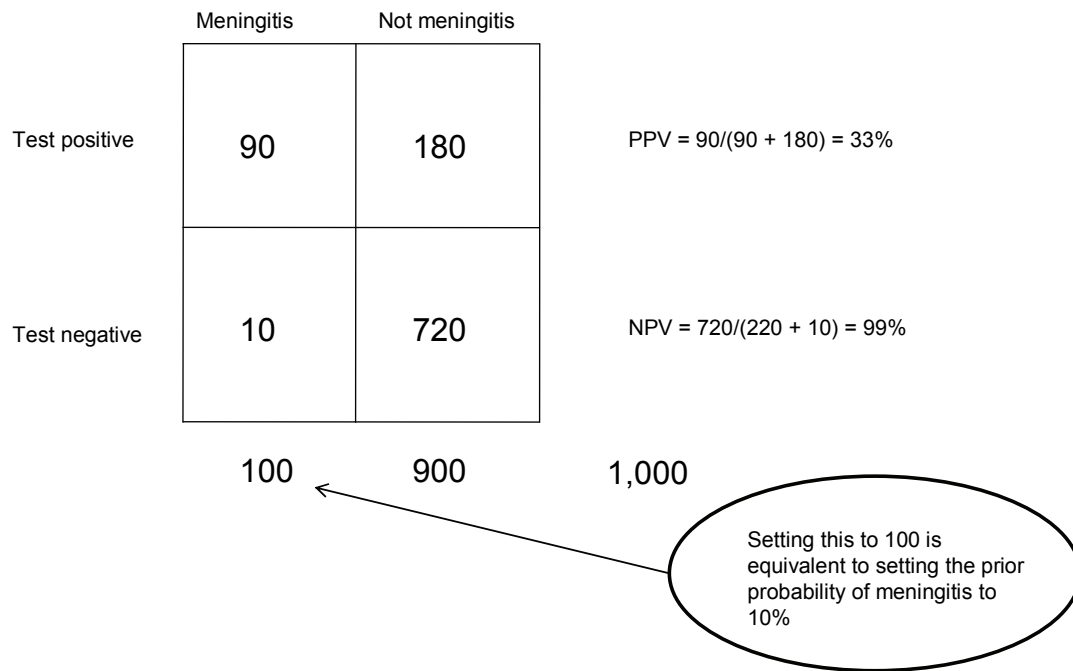 Meningitis Not meningitis
Test positive 90 180 PPV = 90/(90 + 180) = 33%
Test negative 10 720 NPV = 720/(220 + 10) = 99%
100 900 1,000
Setting this to 100 is
equivalent to setting the prior
probability of meningitis to
10%